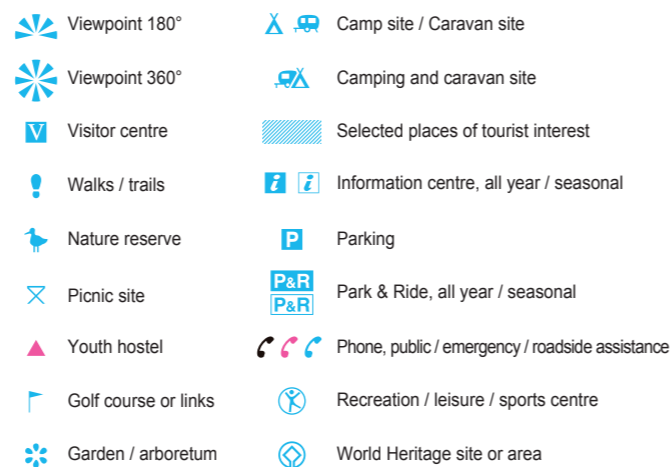 Viewpoint 180°
Viewpoint 360°
V Visitor centre
Walks / trails
Nature reserve
Picnic site
Youth hostel
Golf course or links
Garden / arboretum
Camp site / Caravan site
Camping and caravan site
Selected places of tourist interest
i i Information centre, all year / seasonal
P Parking
P&R
P&R
Park & Ride, all year / seasonal
Phone, public / emergency / roadside assistance
Recreation / leisure / sports centre
World Heritage site or area